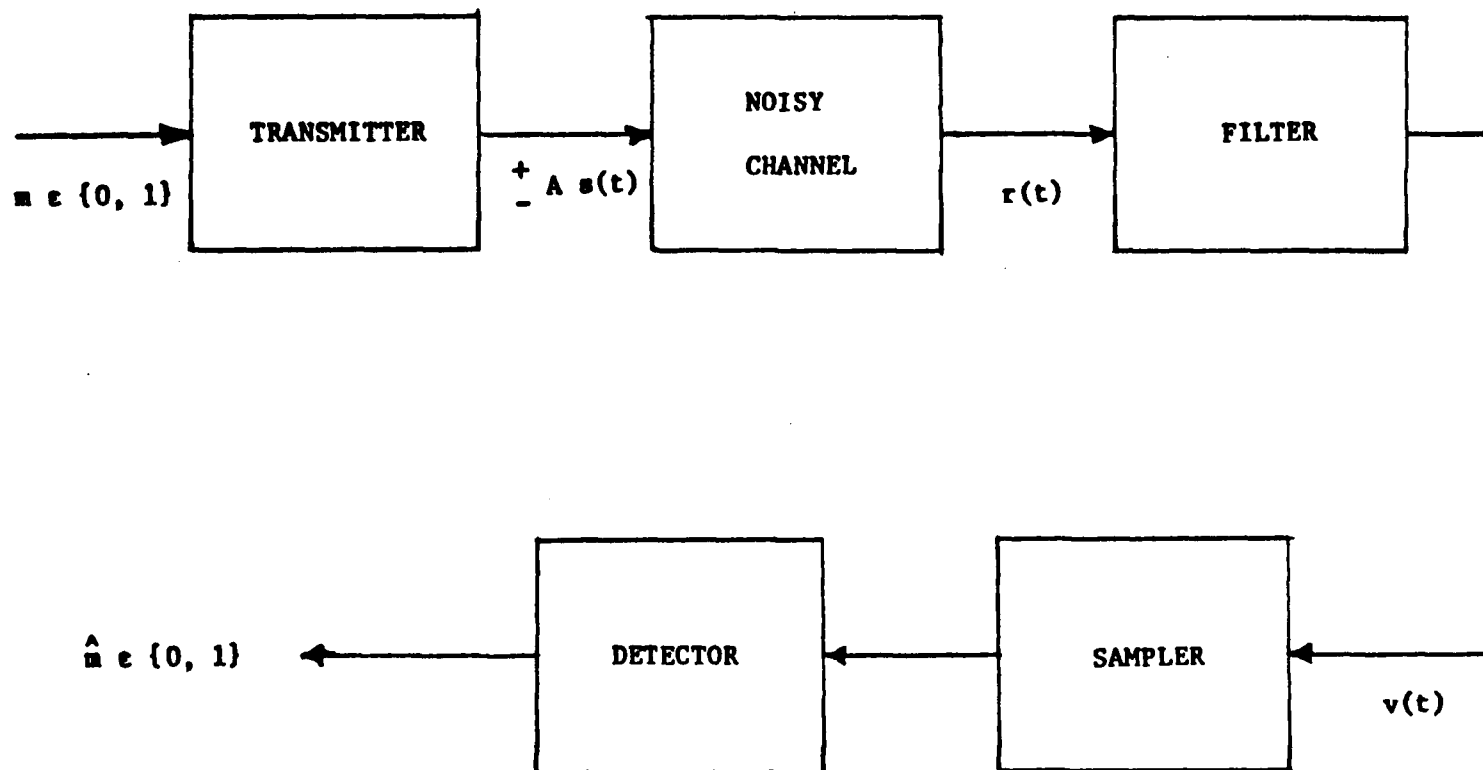 TRANSMITTER
NOISY
CHANNEL
FILTER
m ε {0, 1}
± A s(t)
r(t)
m̂ ε {0, 1}
DETECTOR
SAMPLER
v(t)